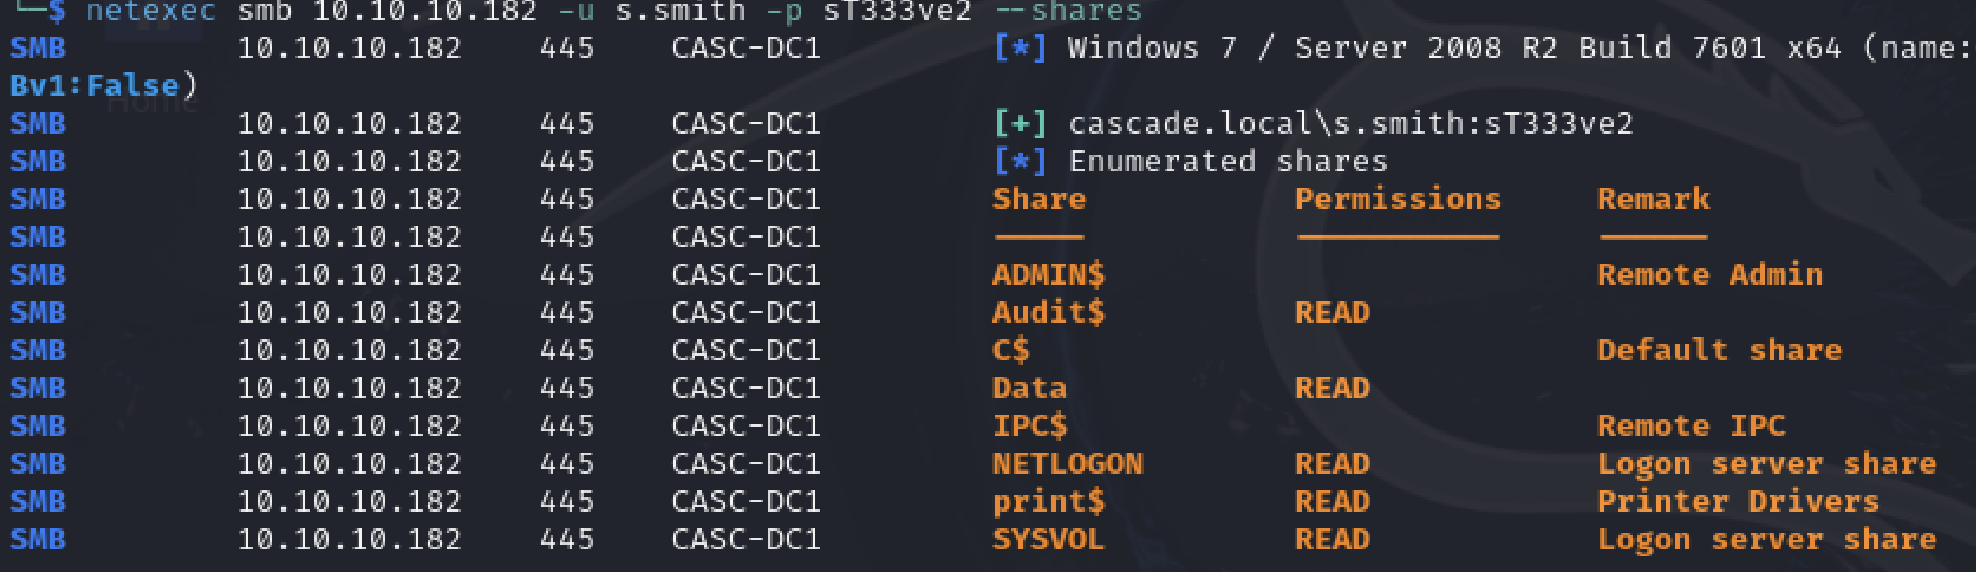 └─$ netexec smb 10.10.10.182 -u s.smith -p sT333ve2 --shares
SMB 10.10.10.182 445 CASC-DC1 [*] Windows 7 / Server 2008 R2 Build 7601 x64 (name:
Bv1:False)
Home
SMB 10.10.10.182 445 CASC-DC1 [+] cascade.local\s.smith:sT333ve2
SMB 10.10.10.182 445 CASC-DC1 [*] Enumerated shares
SMB 10.10.10.182 445 CASC-DC1 Share Permissions Remark
SMB 10.10.10.182 445 CASC-DC1 ----- ----------- ------
SMB 10.10.10.182 445 CASC-DC1 ADMIN$ Remote Admin
SMB 10.10.10.182 445 CASC-DC1 Audit$ READ
SMB 10.10.10.182 445 CASC-DC1 C$ Default share
SMB 10.10.10.182 445 CASC-DC1 Data READ
SMB 10.10.10.182 445 CASC-DC1 IPC$ Remote IPC
SMB 10.10.10.182 445 CASC-DC1 NETLOGON READ Logon server share
SMB 10.10.10.182 445 CASC-DC1 print$ READ Printer Drivers
SMB 10.10.10.182 445 CASC-DC1 SYSVOL READ Logon server share